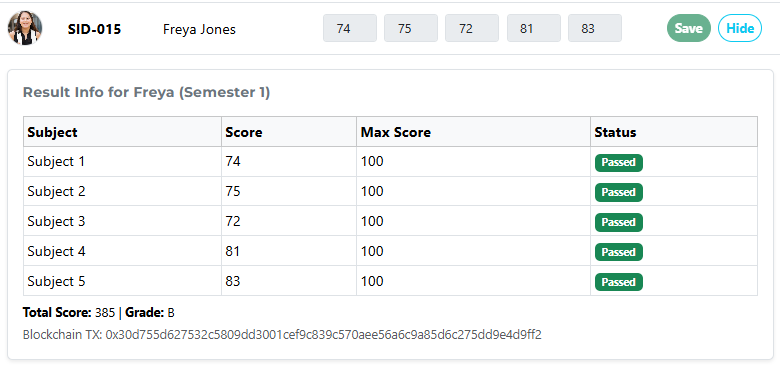 SID-015 Freya Jones 74 75 72 81 83 Save Hide
Result Info for Freya (Semester 1)
Subject Score Max Score Status
Subject 1 74 100 Passed
Subject 2 75 100 Passed
Subject 3 72 100 Passed
Subject 4 81 100 Passed
Subject 5 83 100 Passed
Total Score: 385 | Grade: B
Blockchain TX: 0x30d755d627532c5809dd3001cef9c839c570aee56a6c9a85d6c275dd9e4d9ff2